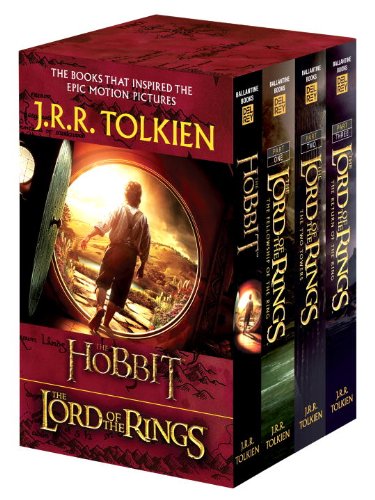 THE BOOKS THAT INSPIRED THE
EPIC MOTION PICTURES
J.R.R. TOLKIEN
THE
HOBBIT
THE
LORD OF THE RINGS
BALLANTINE
BOOKS
THE
HOBBIT
J.R.R.
TOLKIEN
BALLANTINE
BOOKS
DEL
REY
PART
ONE
THE
LORD OF THE RINGS
THE FELLOWSHIP OF THE RING
J.R.R.
TOLKIEN
BALLANTINE
BOOKS
DEL
REY
PART
TWO
THE
LORD OF THE RINGS
THE TWO TOWERS
J.R.R.
TOLKIEN
BALLANTINE
BOOKS
DEL
REY
PART
THREE
THE
LORD OF THE RINGS
THE RETURN OF THE KING
J.R.R.
TOLKIEN